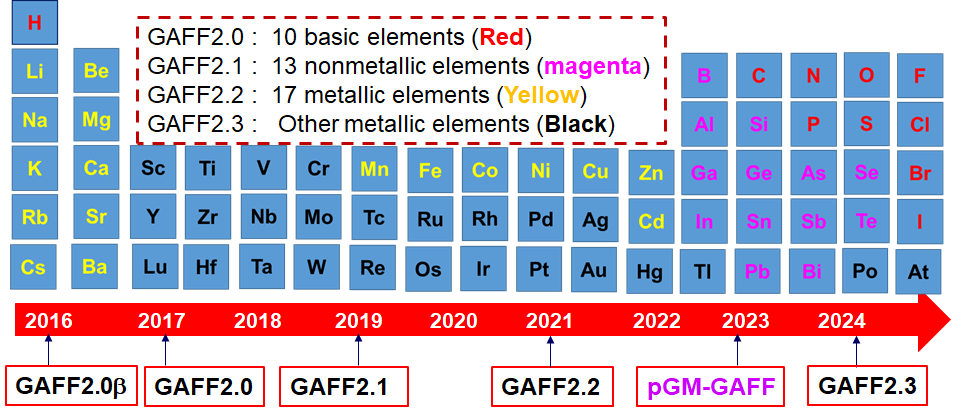 H
GAFF2.0 : 10 basic elements (Red)
GAFF2.1 : 13 nonmetallic elements (magenta)
GAFF2.2 : 17 metallic elements (Yellow)
GAFF2.3 : Other metallic elements (Black)
Li Be B C N O F
Na Mg Al Si P S Cl
K Ca Sc Ti V Cr Mn Fe Co Ni Cu Zn Ga Ge As Se Br
Rb Sr Y Zr Nb Mo Tc Ru Rh Pd Ag Cd In Sn Sb Te I
Cs Ba Lu Hf Ta W Re Os Ir Pt Au Hg Tl Pb Bi Po At
2016 2017 2018 2019 2020 2021 2022 2023 2024
GAFF2.0β GAFF2.0 GAFF2.1 GAFF2.2 pGM-GAFF GAFF2.3